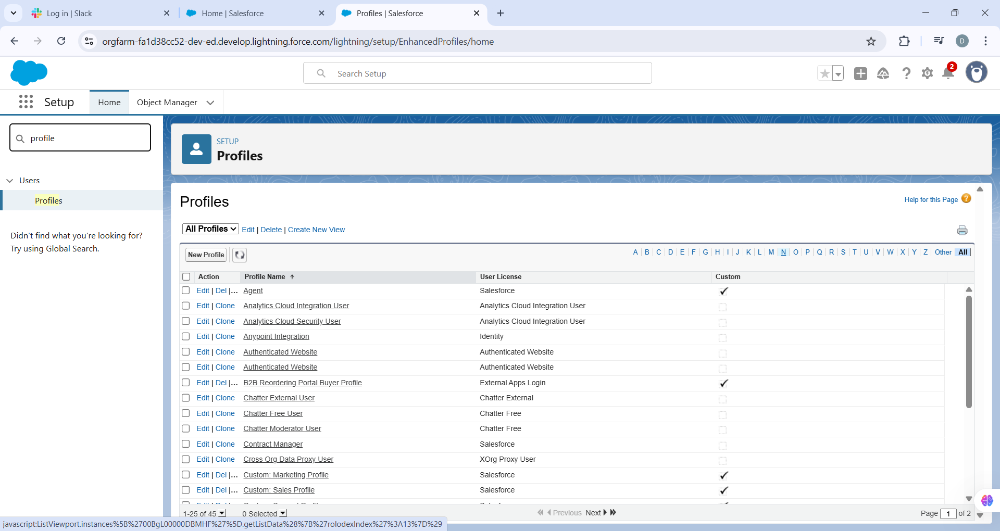 Log in | Slack
Home | Salesforce
Profiles | Salesforce
orgfarm-fa1d38cc52-dev-ed.develop.lightning.force.com/lightning/setup/EnhancedProfiles/home
D
Search Setup
2
Setup
Home
Object Manager
profile
Users
Profiles
Didn't find what you're looking for?
Try using Global Search.
SETUP
Profiles
Profiles
Help for this Page ?
All Profiles Edit | Delete | Create New View
New Profile
A | B | C | D | E | F | G | H | I | J | K | L | M | N | O | P | Q | R | S | T | U | V | W | X | Y | Z | Other | All
Action Profile Name User License Custom
Edit | Del |... Agent Salesforce
Edit | Clone Analytics Cloud Integration User Analytics Cloud Integration User
Edit | Clone Analytics Cloud Security User Analytics Cloud Integration User
Edit | Clone Anypoint Integration Identity
Edit | Clone Authenticated Website Authenticated Website
Edit | Clone Authenticated Website Authenticated Website
Edit | Del |... B2B Reordering Portal Buyer Profile External Apps Login
Edit | Clone Chatter External User Chatter External
Edit | Clone Chatter Free User Chatter Free
Edit | Clone Chatter Moderator User Chatter Free
Edit | Clone Contract Manager Salesforce
Edit | Clone Cross Org Data Proxy User XOrg Proxy User
Edit | Del |... Custom: Marketing Profile Salesforce
Edit | Del |... Custom: Sales Profile Salesforce
1-25 of 45 0 Selected Previous Next Page 1 of 2
javascript:ListViewport.instances%5B%2700BgL00000DBMHF%27%5D.getListData%28%7B%27rolodexIndex%27%3A13%7D%29